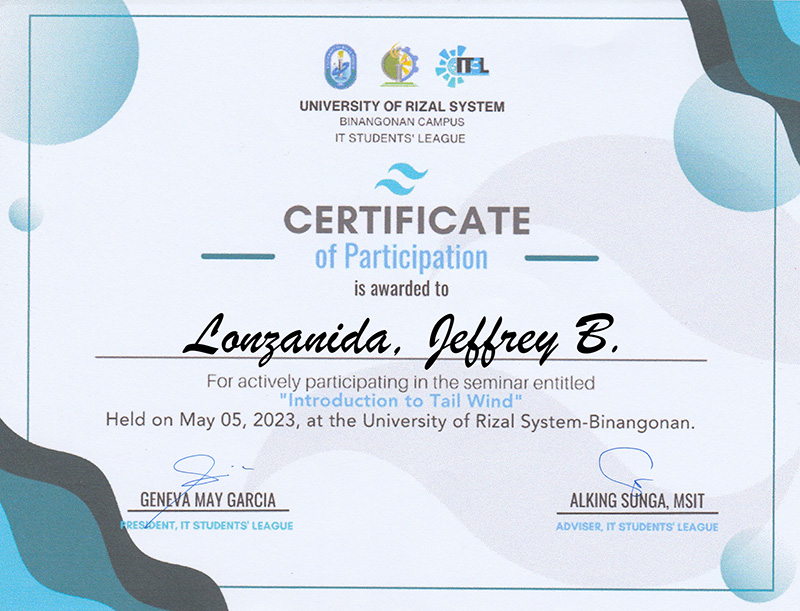 ITSL
UNIVERSITY OF RIZAL SYSTEM
BINANGONAN CAMPUS
IT STUDENTS' LEAGUE
CERTIFICATE
of Participation
is awarded to
Lonzanida, Jeffrey B.
For actively participating in the seminar entitled
"Introduction to Tail Wind"
Held on May 05, 2023, at the University of Rizal System-Binangonan.
GENEVA MAY GARCIA
PRESIDENT, IT STUDENTS' LEAGUE
ALKING SUNGA, MSIT
ADVISER, IT STUDENTS' LEAGUE